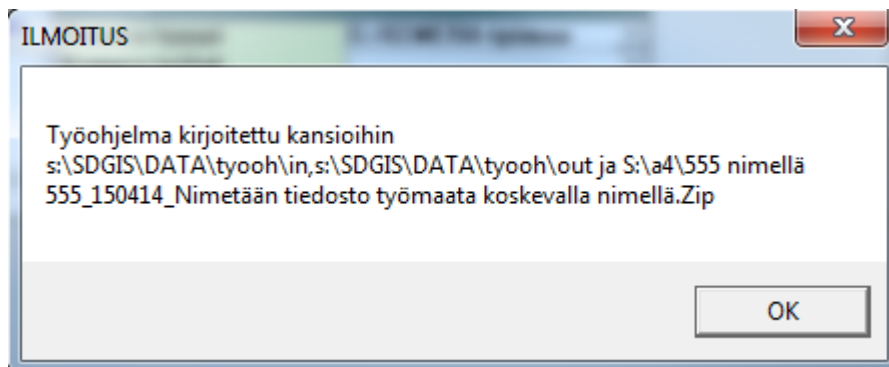 ILMOITUS
Työohjelma kirjoitettu kansioihin
s:\SDGIS\DATA\tyooh\in,s:\SDGIS\DATA\tyooh\out ja S:\a4\555 nimellä
555_150414_Nimetään tiedosto työmaata koskevalla nimellä.Zip
OK